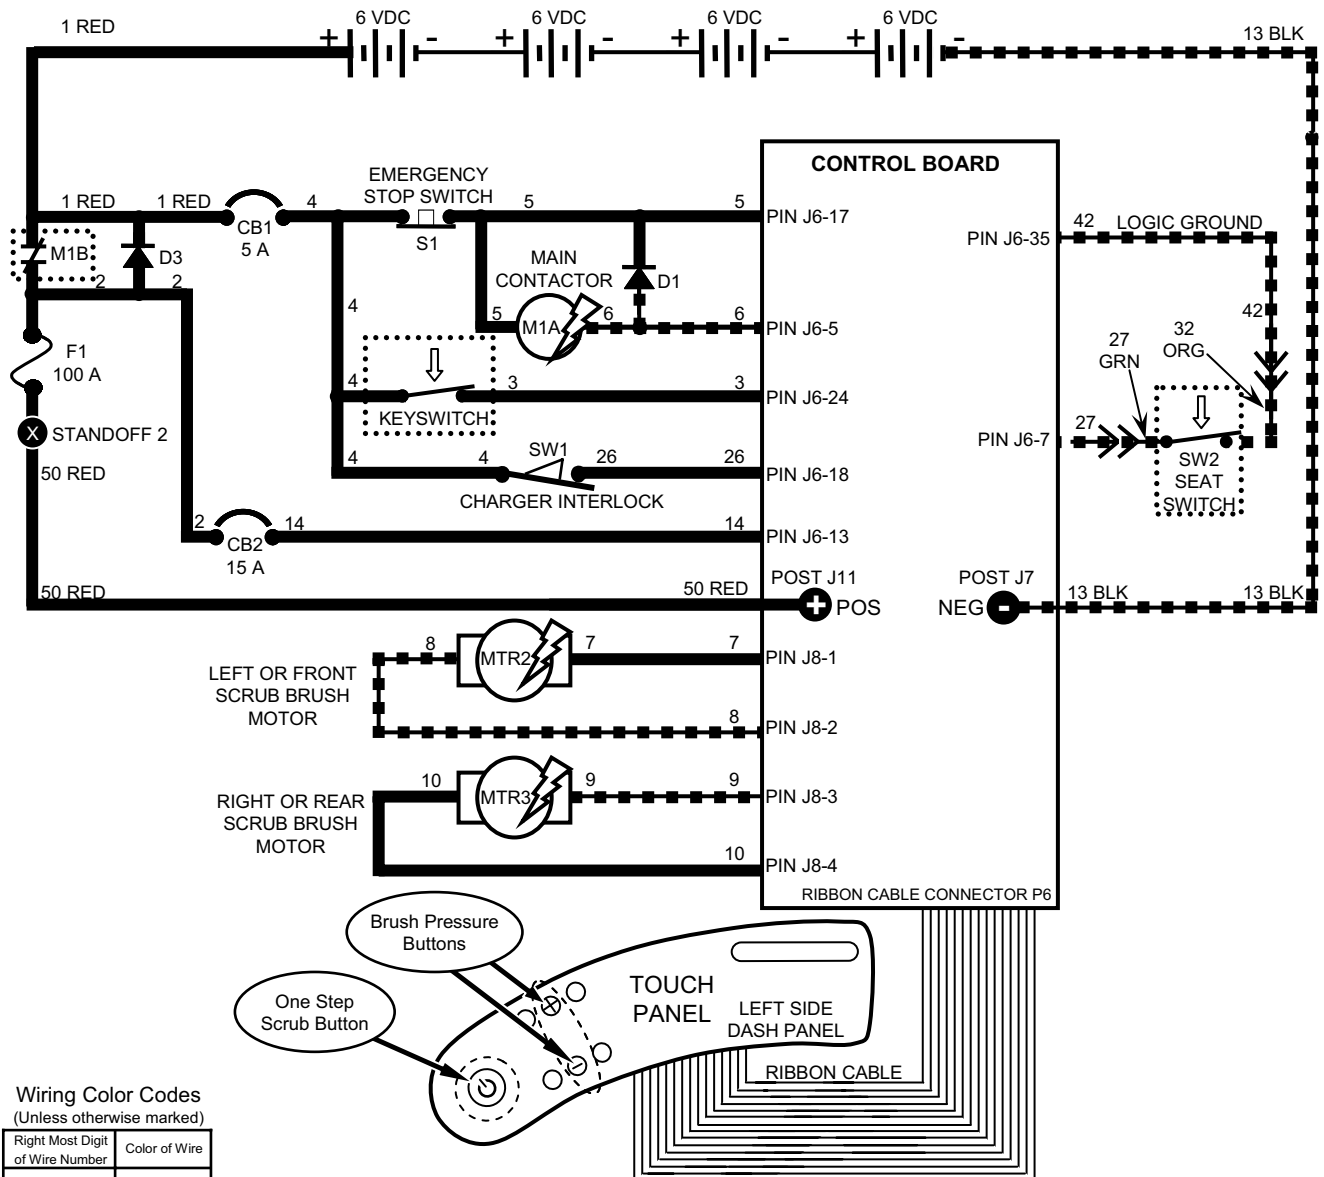 1 RED
6 VDC
6 VDC
6 VDC
6 VDC
13 BLK
+ - + - + - + -
CONTROL BOARD
EMERGENCY
STOP SWITCH
S1
1 RED
1 RED
4
5
5
PIN J6-17
CB1
5 A
42
LOGIC GROUND
PIN J6-35
M1B
D3
2
2
MAIN
CONTACTOR
D1
4
5
M1A
6
6
PIN J6-5
42
32
ORG
27
GRN
F1
100 A
4
3
3
PIN J6-24
KEYSWITCH
X
STANDOFF 2
27
PIN J6-7
SW2
SEAT
SWITCH
50 RED
4
4
SW1
26
26
PIN J6-18
CHARGER INTERLOCK
2
14
14
PIN J6-13
CB2
15 A
50 RED
50 RED
POST J11
+
POS
POST J7
NEG
-
13 BLK
13 BLK
8
MTR2
7
7
PIN J8-1
LEFT OR FRONT
SCRUB BRUSH
MOTOR
8
PIN J8-2
10
MTR3
9
9
PIN J8-3
RIGHT OR REAR
SCRUB BRUSH
MOTOR
10
PIN J8-4
RIBBON CABLE CONNECTOR P6
Brush Pressure
Buttons
One Step
Scrub Button
TOUCH
PANEL
LEFT SIDE
DASH PANEL
RIBBON CABLE
Wiring Color Codes
(Unless otherwise marked)
Right Most Digit
of Wire Number
Color of Wire